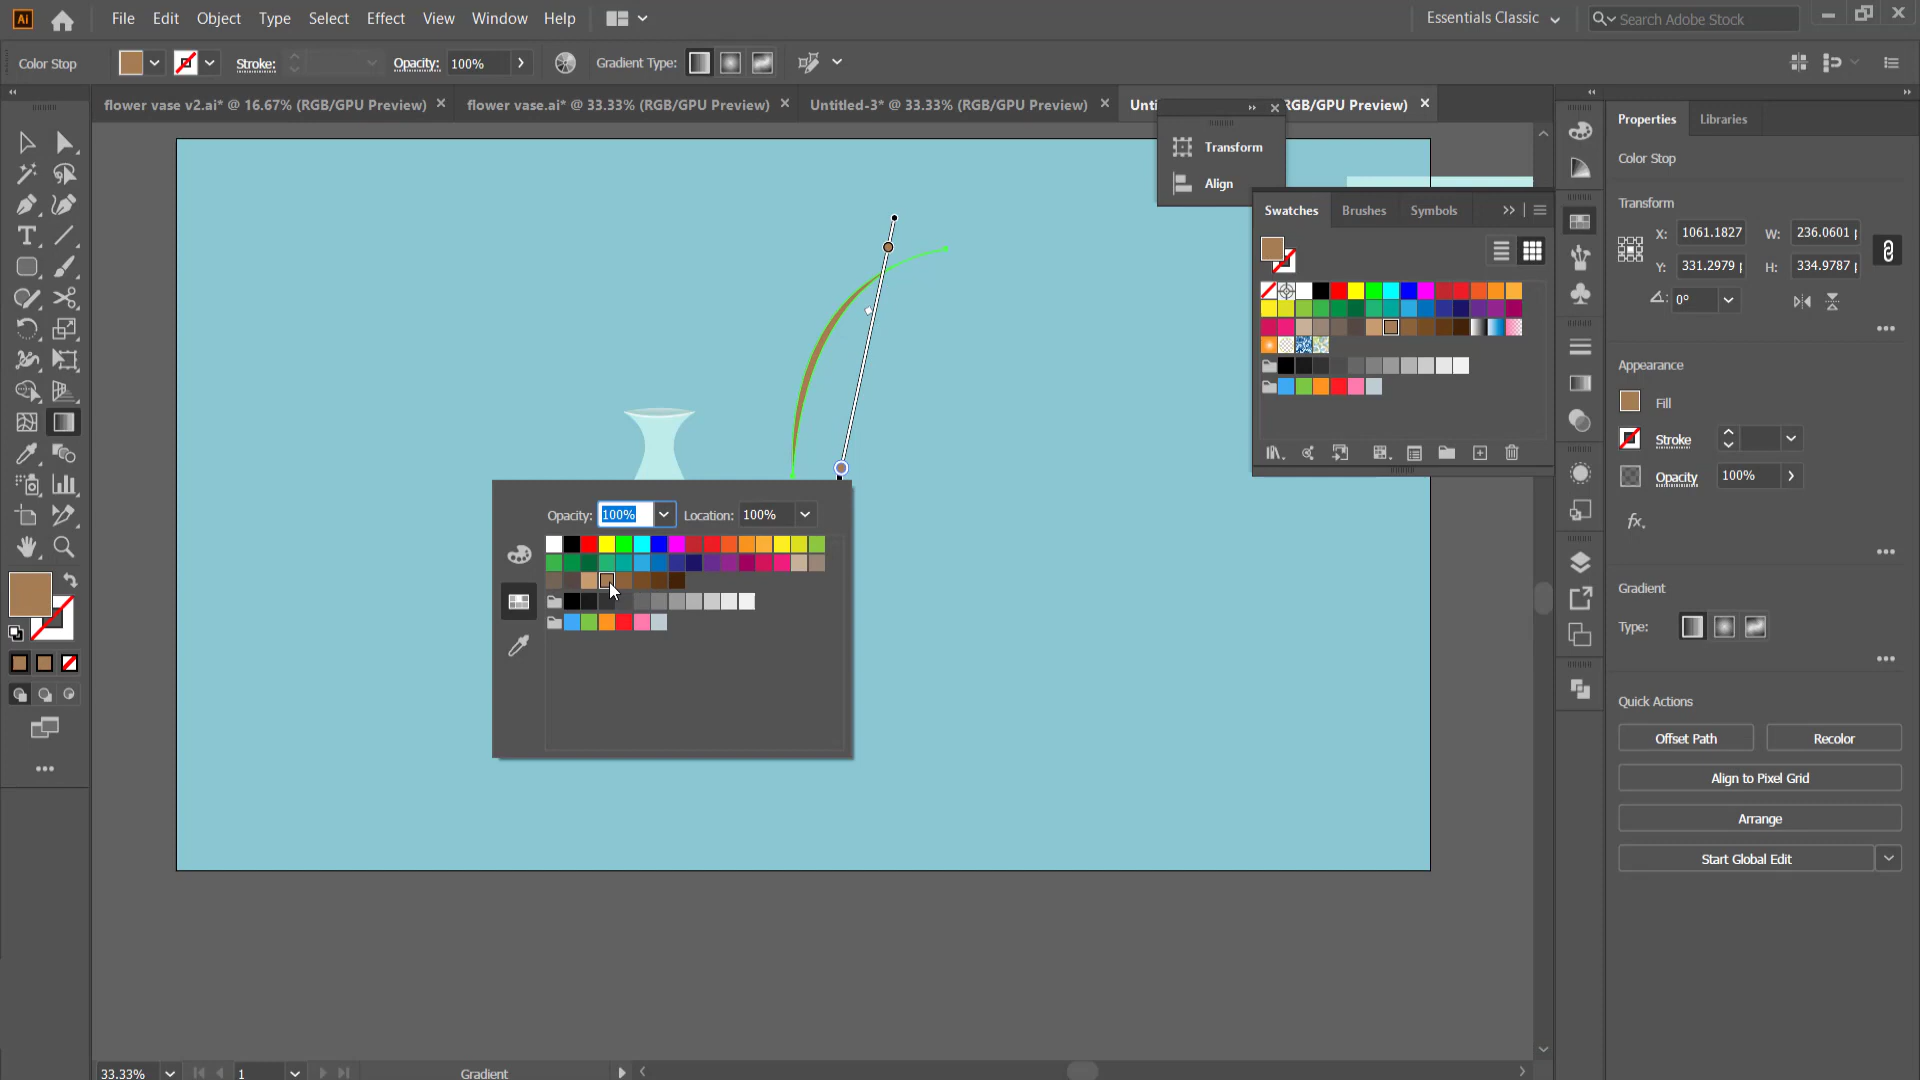 Ai File Edit Object Type Select Effect View Window Help Essentials Classic Search Adobe Stock
Color Stop Stroke: Opacity: 100% Gradient Type:
flower vase v2.ai* @ 16.67% (RGB/GPU Preview) flower vase.ai* @ 33.33% (RGB/GPU Preview) Untitled-3* @ 33.33% (RGB/GPU Preview) Unti RGB/GPU Preview)
Transform
Align
Swatches Brushes Symbols
Opacity: 100% Location: 100%
Properties Libraries
Color Stop
Transform
X: 1061.1827 W: 236.0601
Y: 331.2979 H: 334.9787
0°
Appearance
Fill
Stroke
Opacity 100%
fx.
Gradient
Type:
Quick Actions
Offset Path Recolor
Align to Pixel Grid
Arrange
Start Global Edit
33.33% 1 Gradient